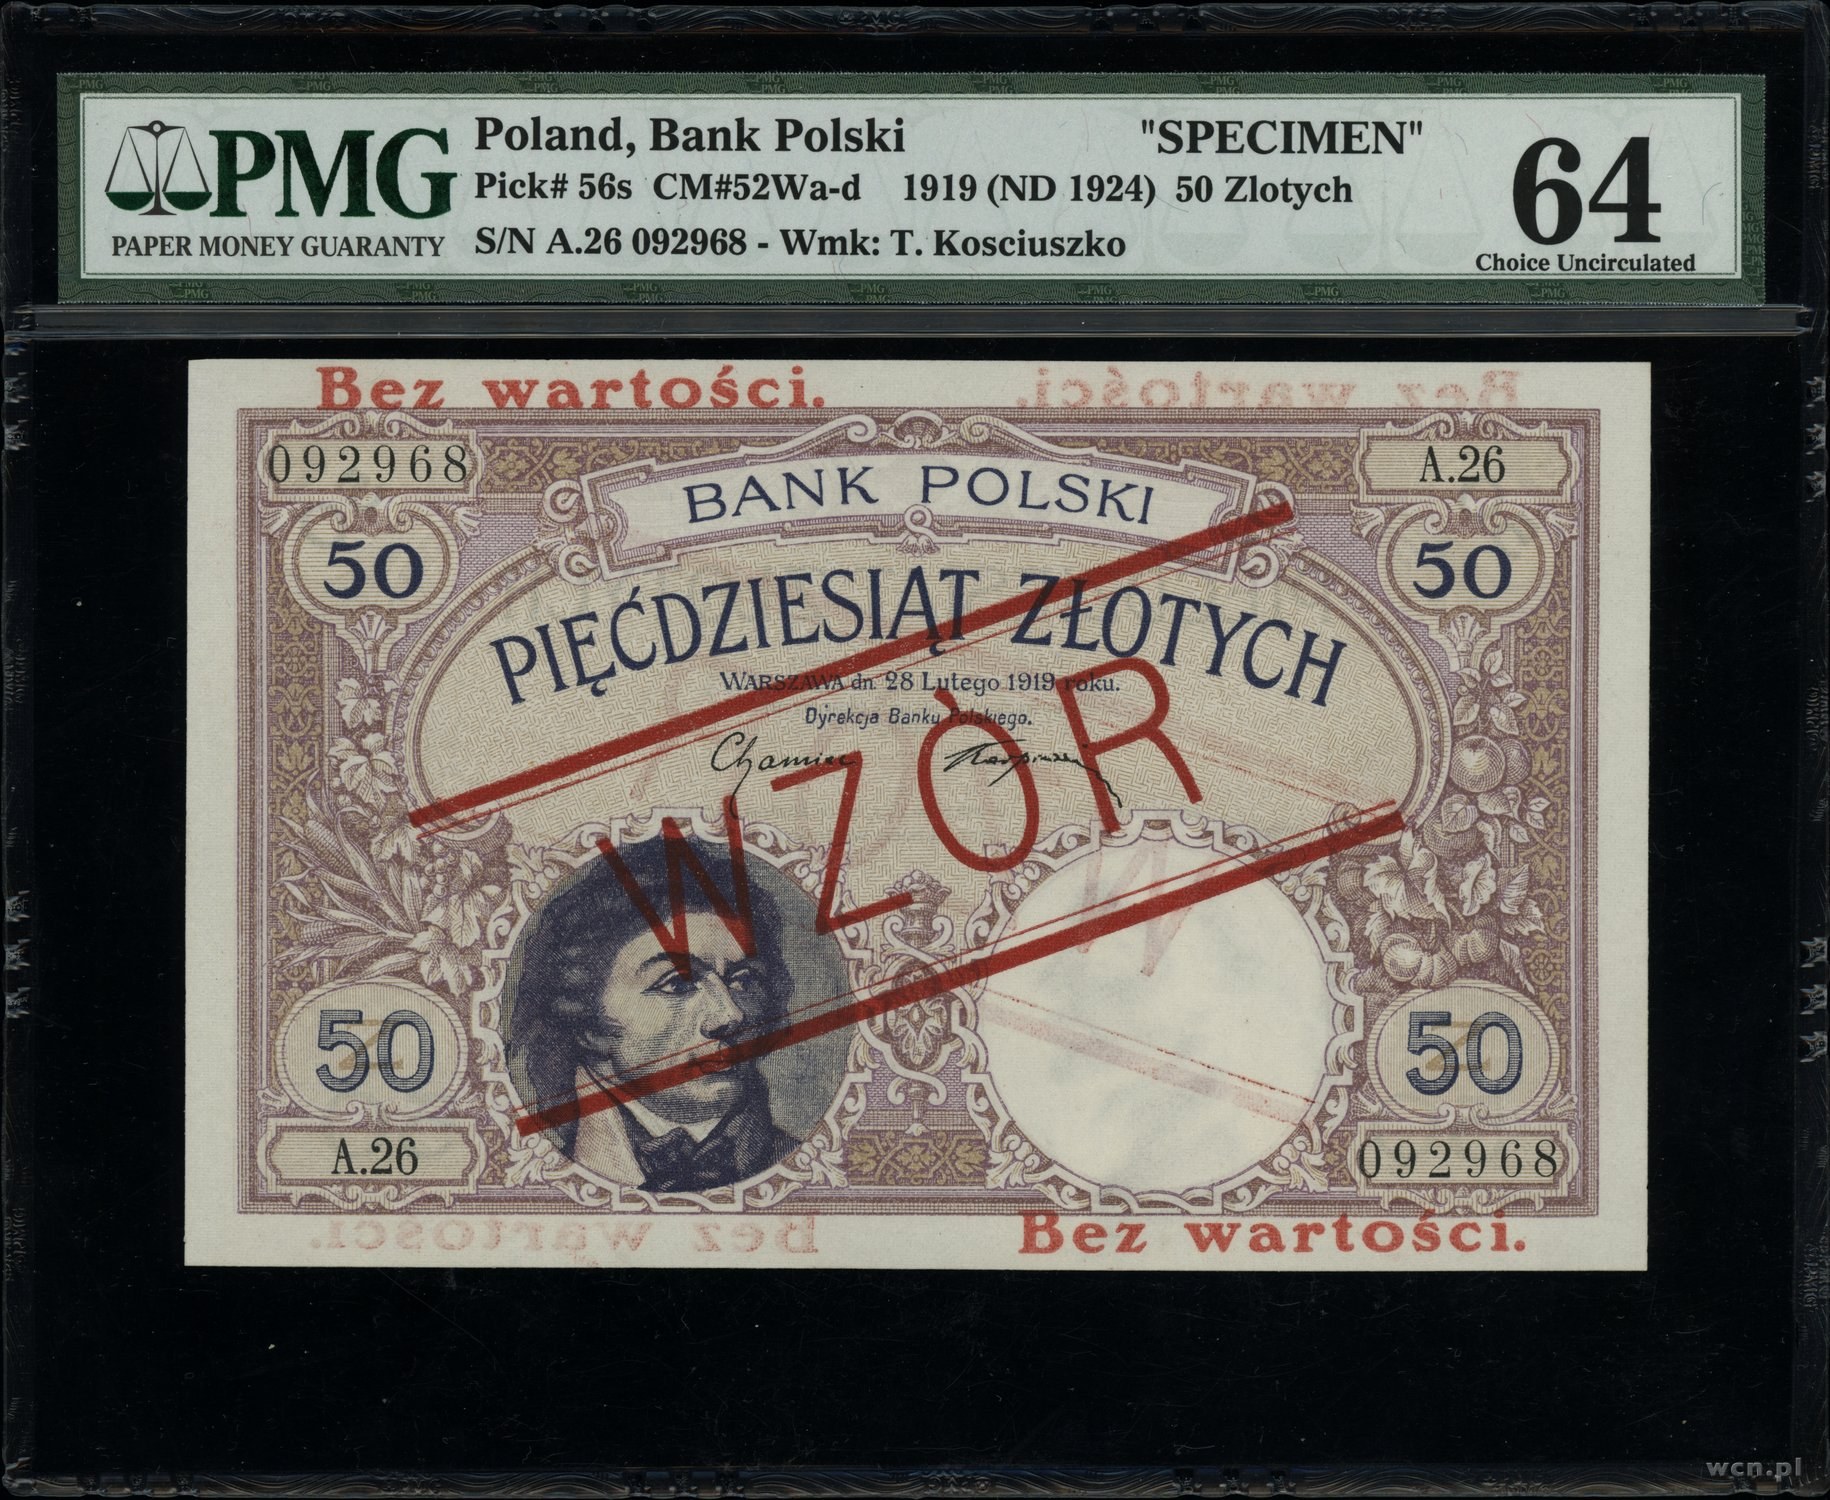 PMG
PAPER MONEY GUARANTY
Poland, Bank Polski "SPECIMEN"
Pick# 56s CM#52Wa-d 1919 (ND 1924) 50 Zlotych
S/N A.26 092968 - Wmk: T. Kosciuszko
64
Choice Uncirculated
Bez wartości.
092968
A.26
BANK POLSKI
50
50
PIĘĆDZIESIĄT ZŁOTYCH
WARSZAWA dn. 28 Lutego 1919 roku.
Dyrekcja Banku Polskiego.
WZÓR
50
50
A.26
092968
Bez wartości.
wcn.pl